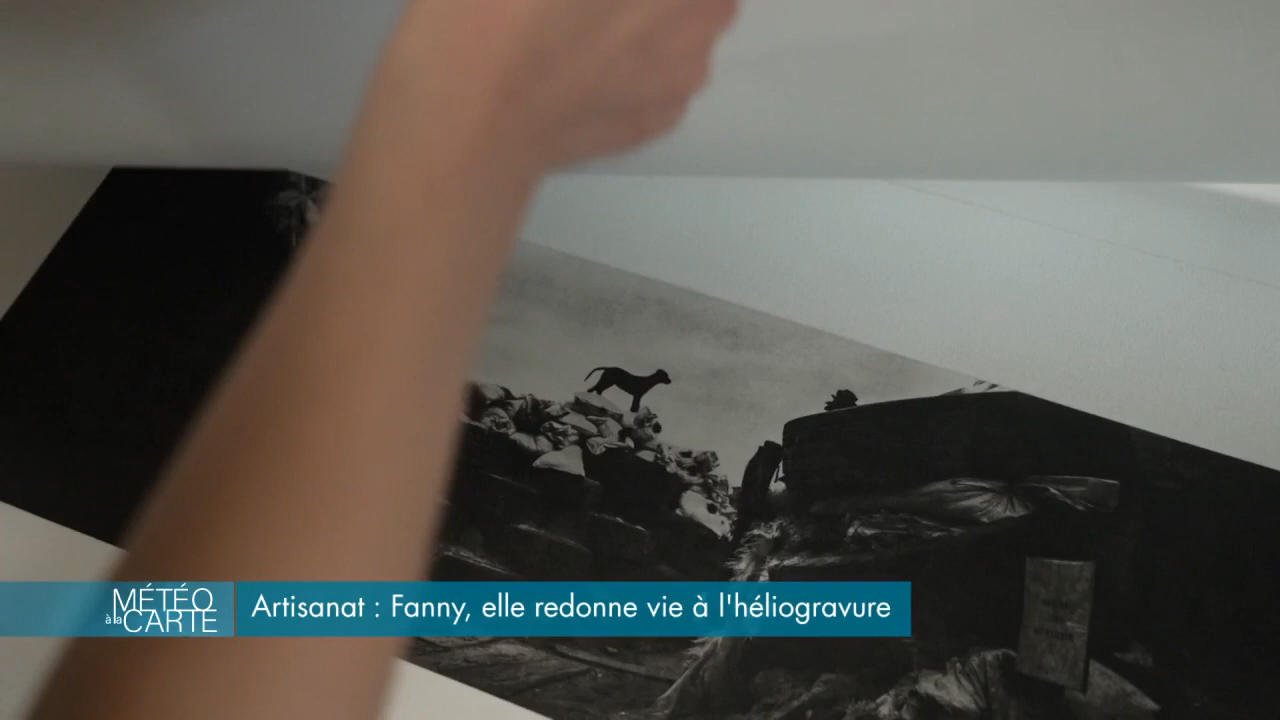 MÉTÉO
à la CARTE
Artisanat : Fanny, elle redonne vie à l'héliogravure